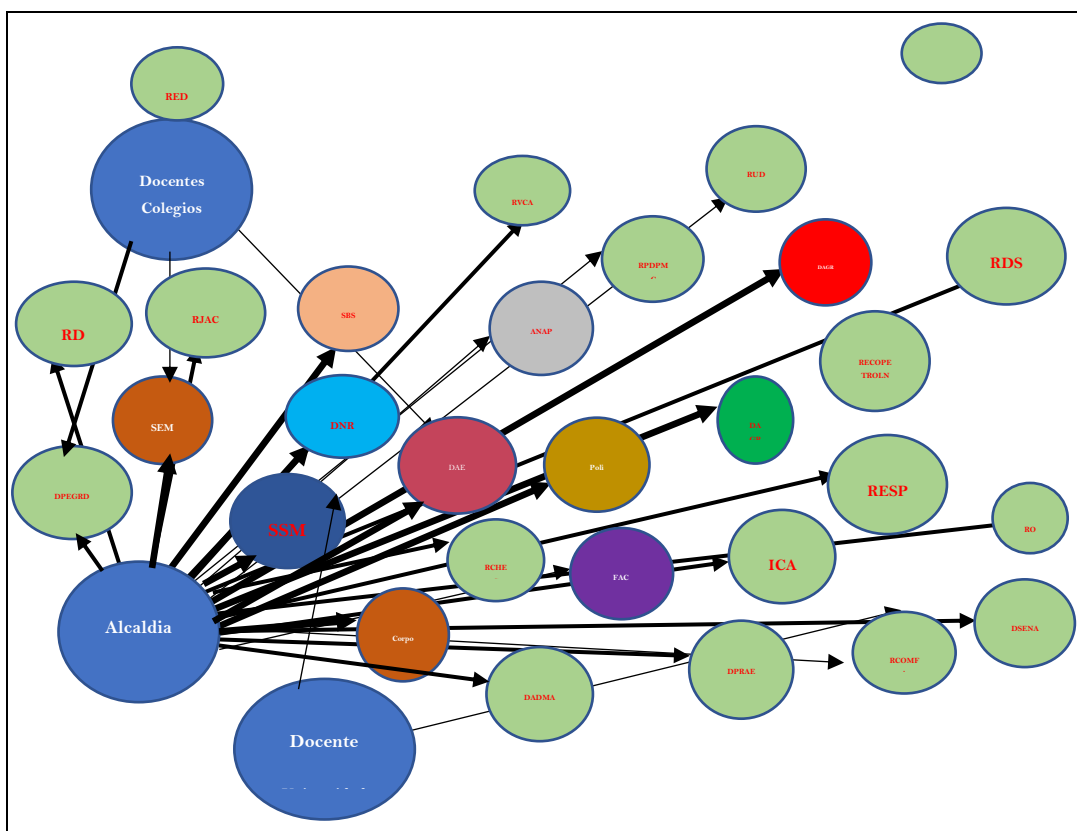 RED
Docentes
Colegios
RUD
RVCA
RDS
RPDPM
DAGR
RD
RJAC
SBS
ANAP
RECOPE
TROLN
SEM
DNR
DAE
Poli
DA
DPEGRD
SSM
RESP
RO
RCHE
FAC
ICA
Alcaldia
Corpo
DSENA
RCOMF
DPRAE
DADMA
Docente